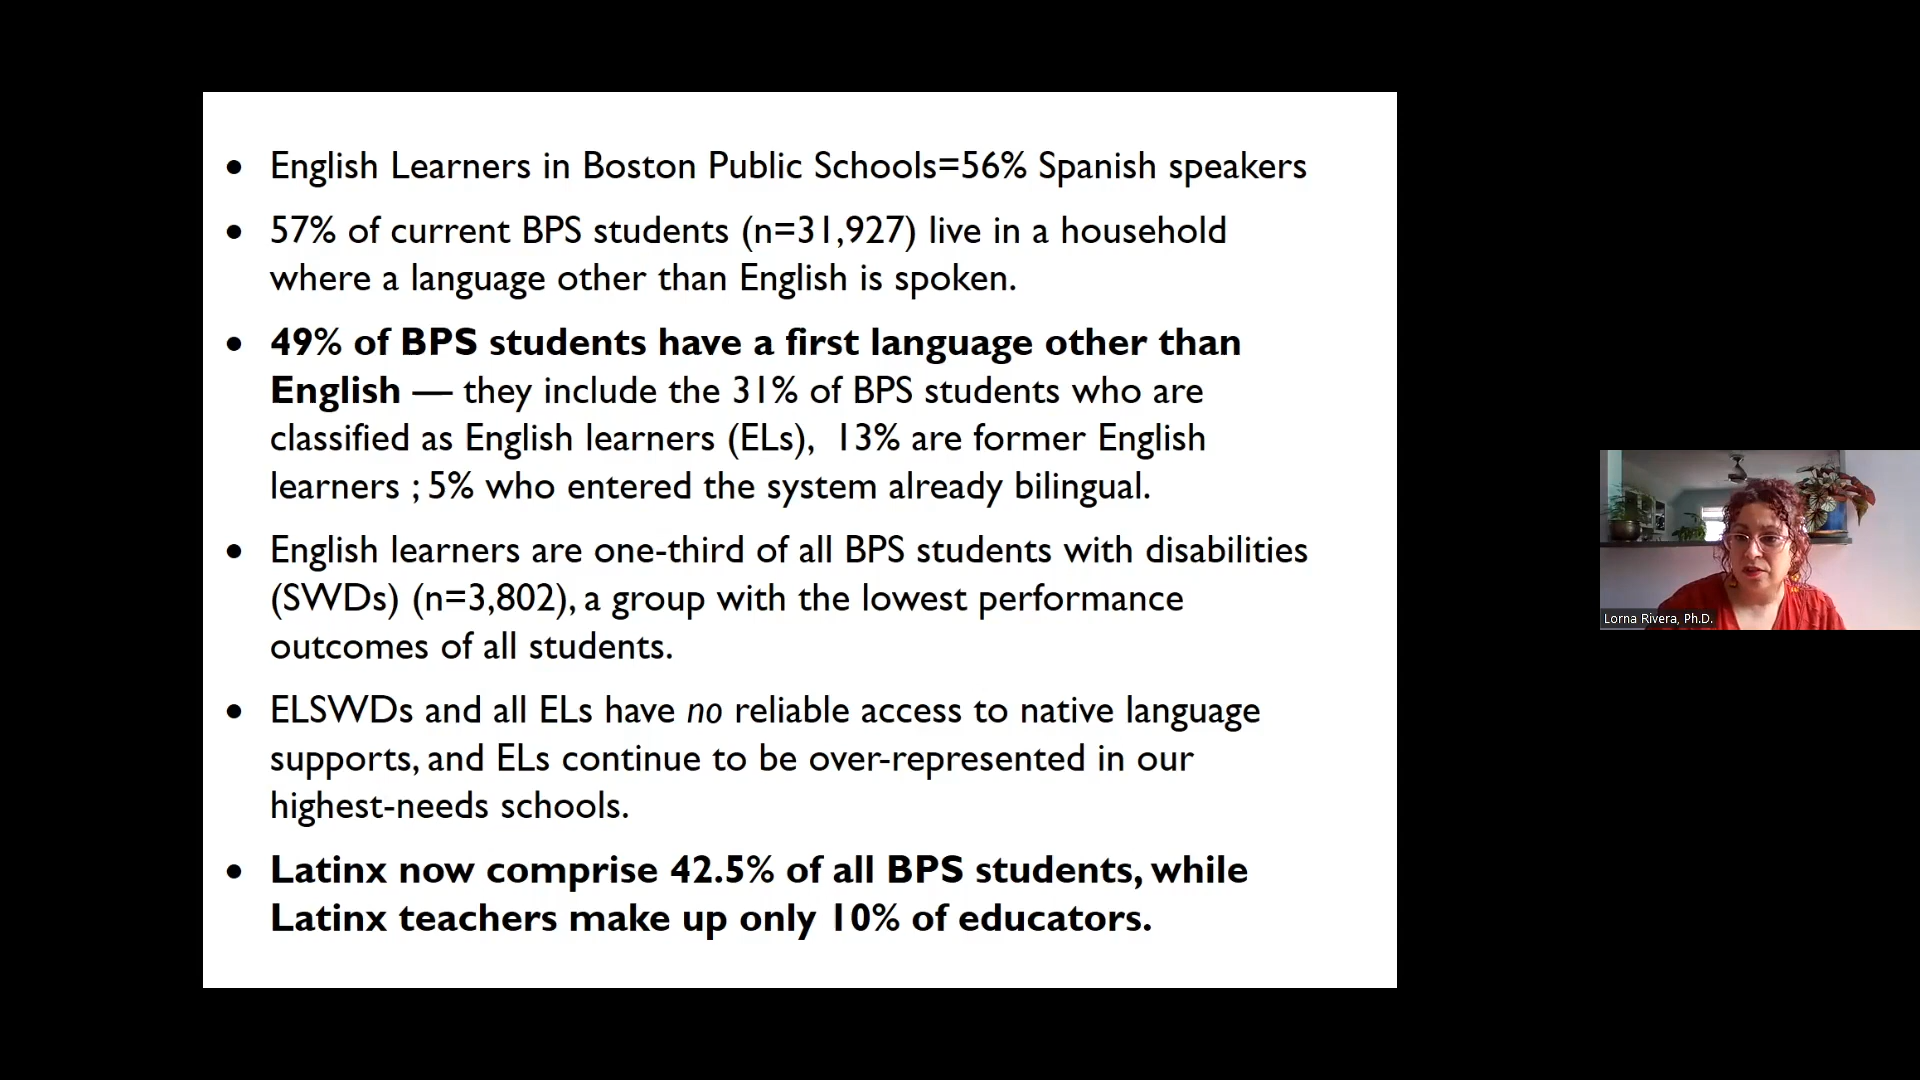 • English Learners in Boston Public Schools=56% Spanish speakers
• 57% of current BPS students (n=31,927) live in a household
where a language other than English is spoken.
• 49% of BPS students have a first language other than
English — they include the 31% of BPS students who are
classified as English learners (ELs),  13% are former English
learners ; 5% who entered the system already bilingual.
• English learners are one-third of all BPS students with disabilities
(SWDs) (n=3,802), a group with the lowest performance
outcomes of all students.
• ELSWDs and all ELs have no reliable access to native language
supports, and ELs continue to be over-represented in our
highest-needs schools.
• Latinx now comprise 42.5% of all BPS students, while
Latinx teachers make up only 10% of educators.
Lorna Rivera, Ph.D.